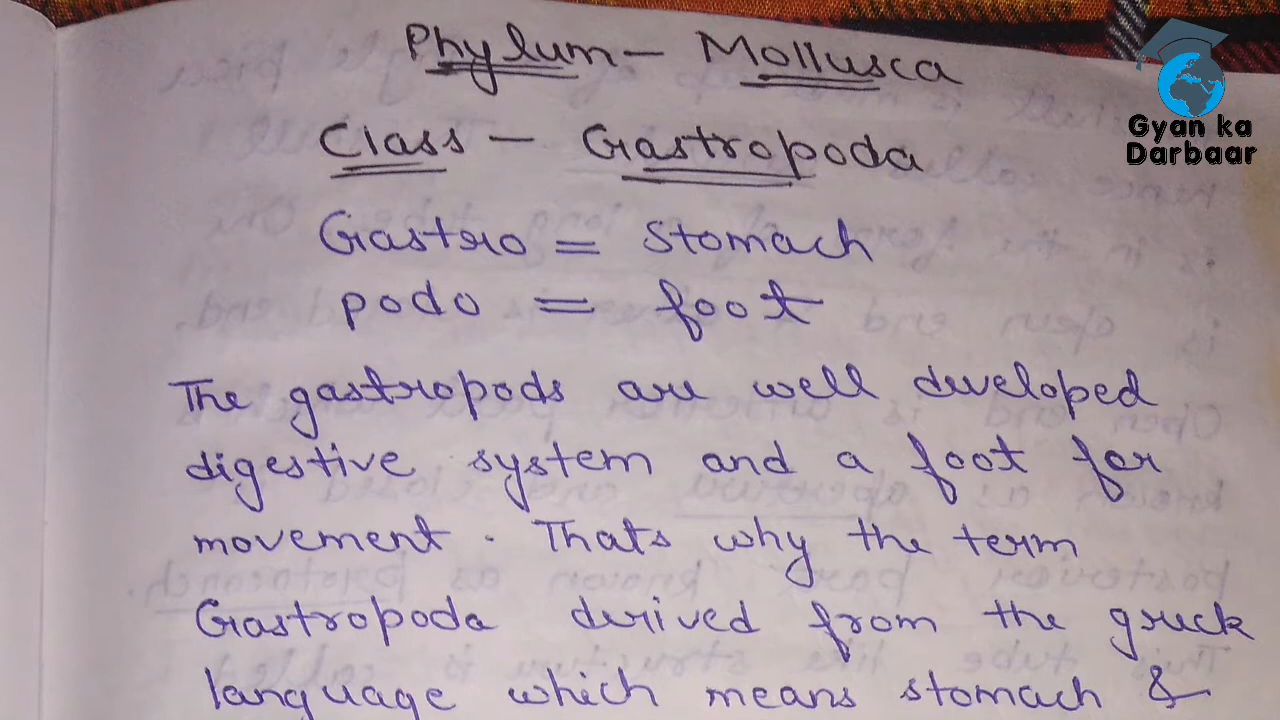 Phylum - Mollusca
Class - Gastropoda
Gastro = stomach
podo = foot
The gastropods are well developed
digestive system and a foot for
movement. Thats why the term
Gastropoda derived from the greek
language which means stomach &
Gyan ka
Darbaar